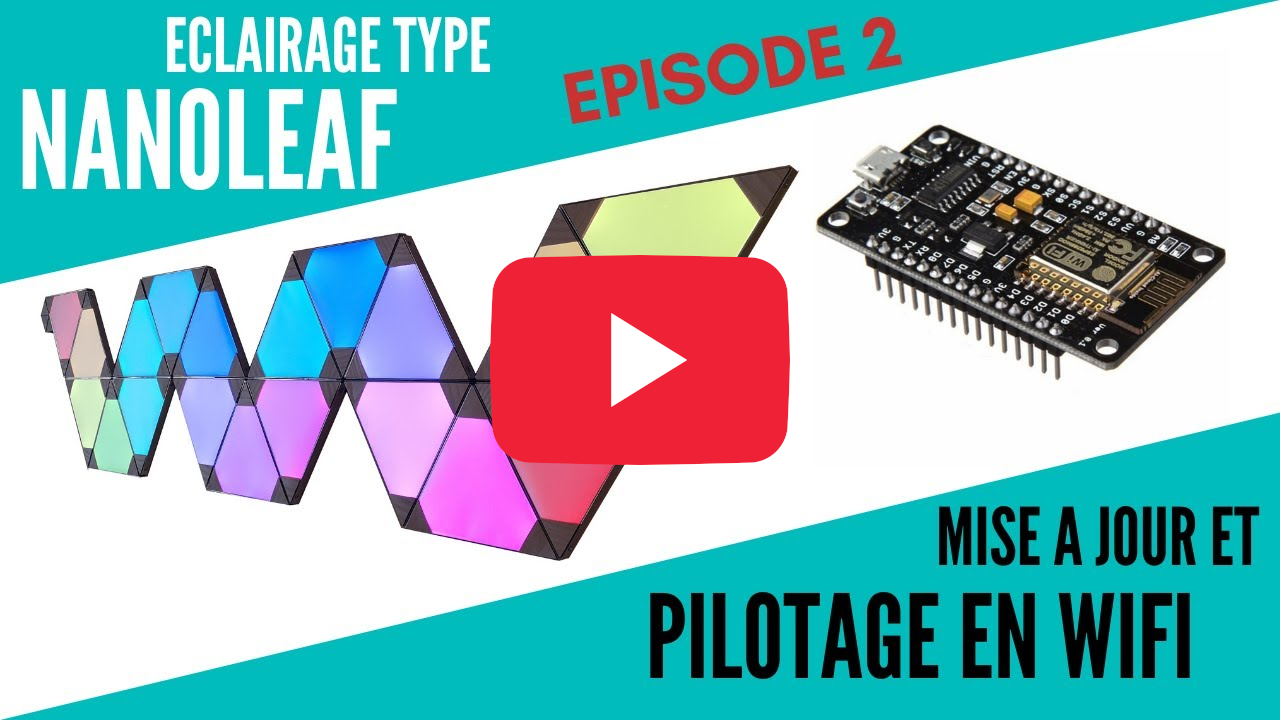 ECLAIRAGE TYPE
NANOLEAF
EPISODE 2
MISE A JOUR ET
PILOTAGE EN WIFI